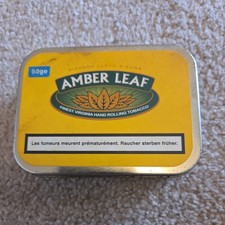 50ge
AMBER LEAF
FINEST VIRGINIA HAND ROLLING TOBACCO
Les fumeurs meurent prématurément. Raucher sterben früher.